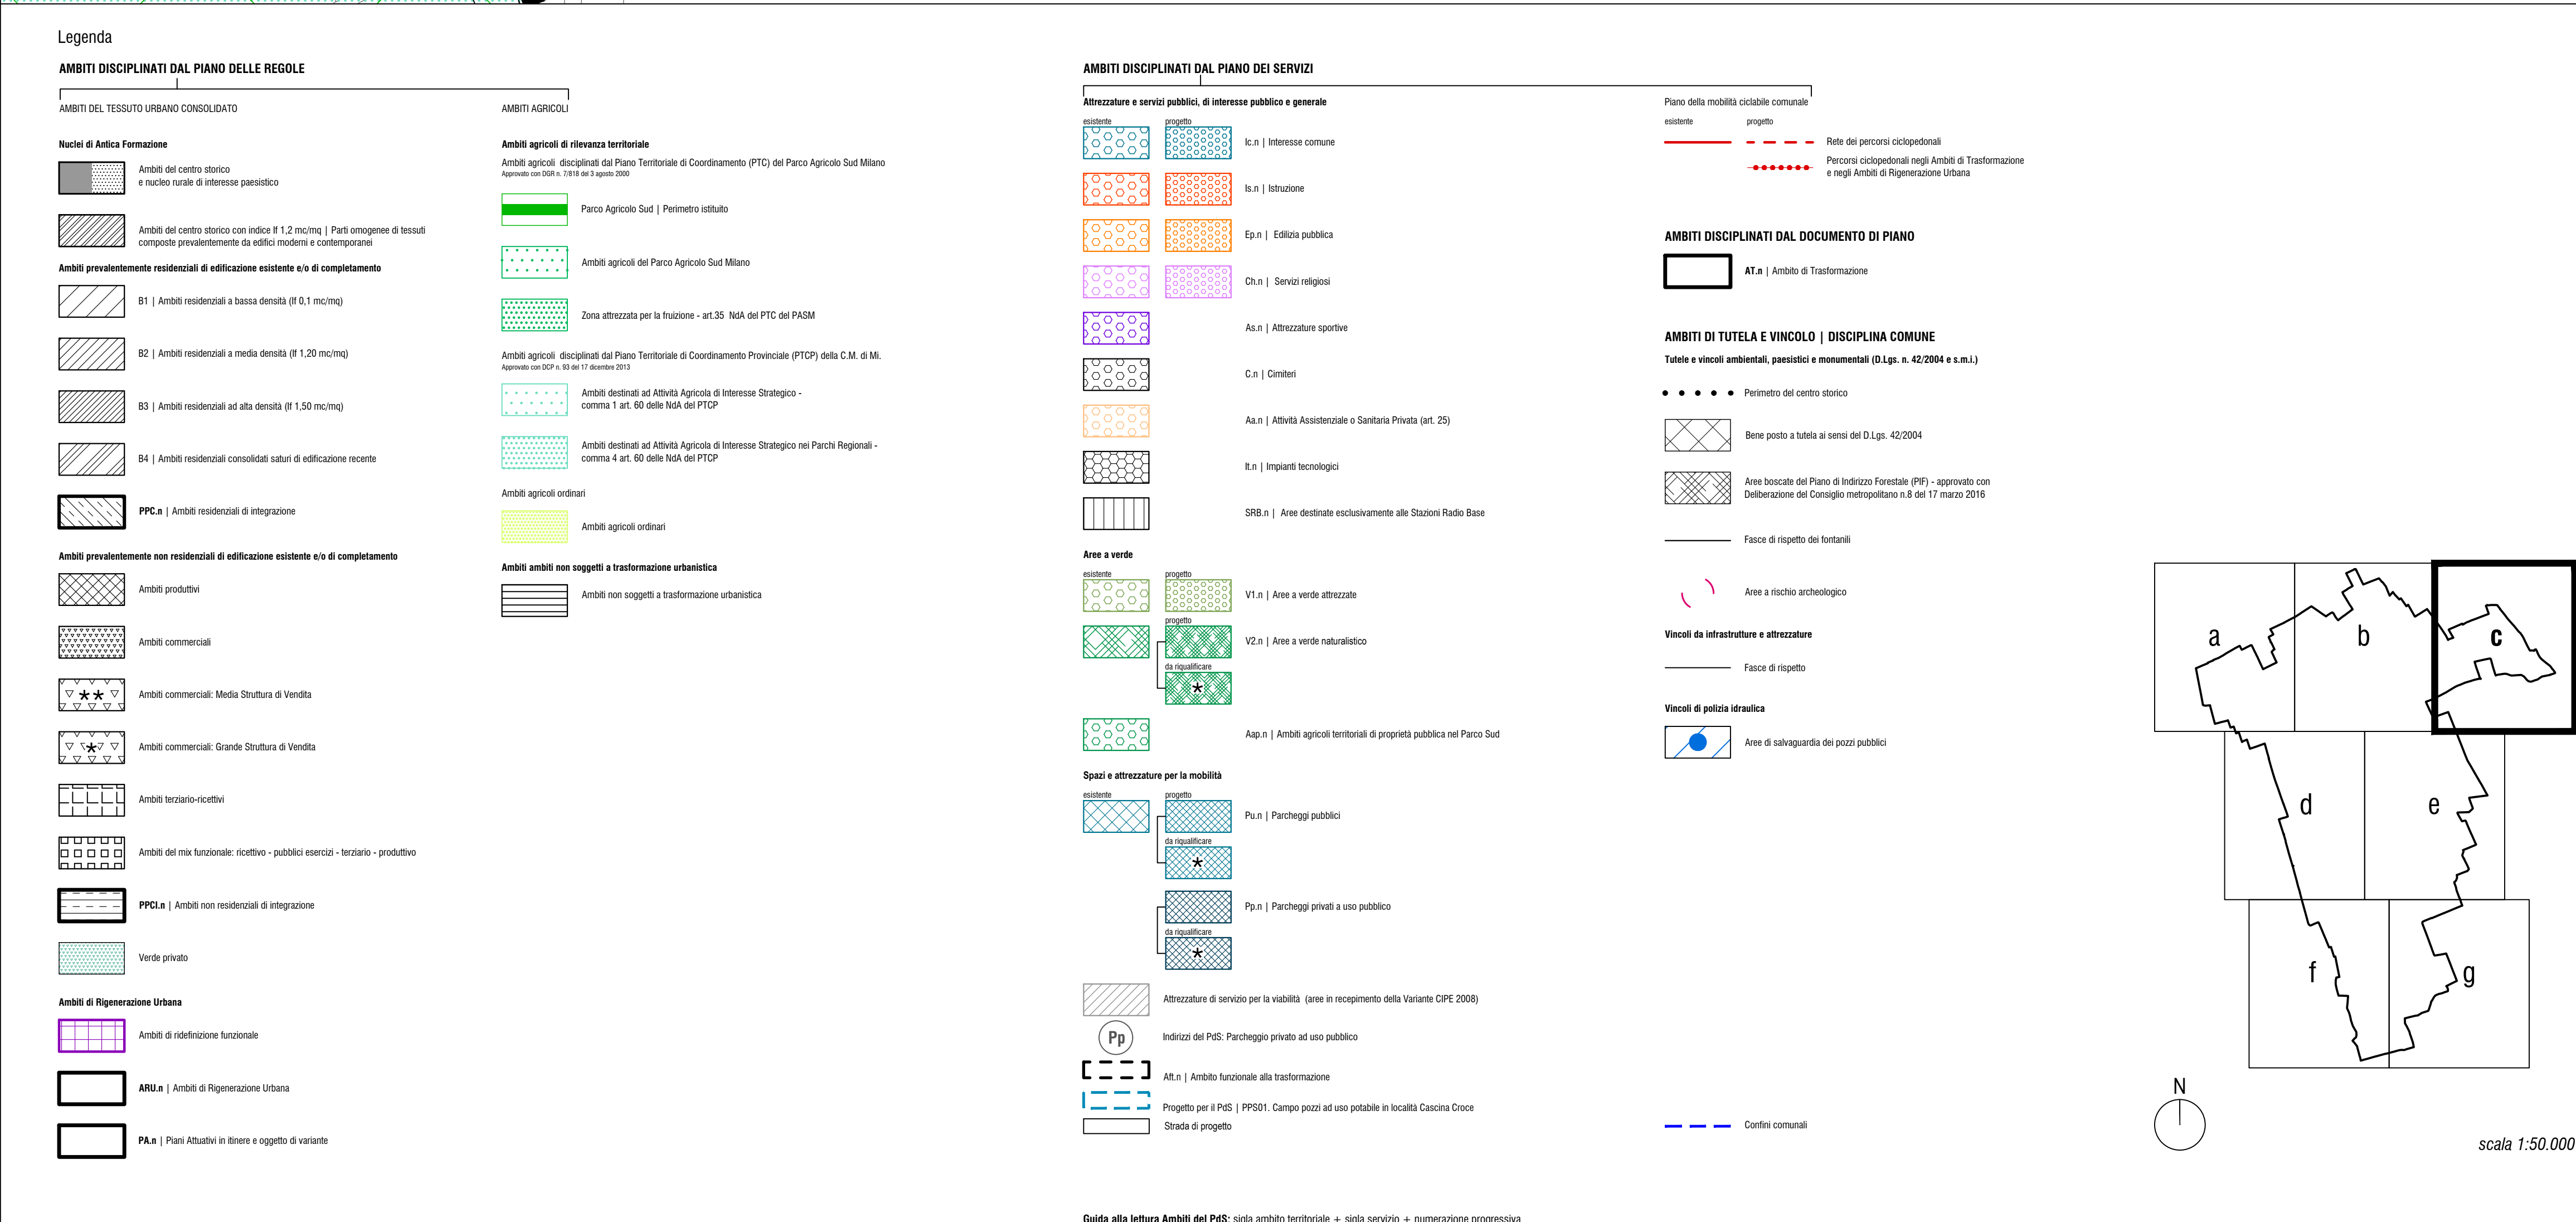 Legenda
AMBITI DISCIPLINATI DAL PIANO DELLE REGOLE
AMBITI DEL TESSUTO URBANO CONSOLIDATO
Nuclei di Antica Formazione
Ambiti del centro storico
e nucleo rurale di interesse paesistico
Ambiti del centro storico con indice If 1,2 mc/mq | Parti omogenee di tessuti
composte prevalentemente da edifici moderni e contemporanei
Ambiti prevalentemente residenziali di edificazione esistente e/o di completamento
B1 | Ambiti residenziali a bassa densità (If 0,1 mc/mq)
B2 | Ambiti residenziali a media densità (If 1,20 mc/mq)
B3 | Ambiti residenziali ad alta densità (If 1,50 mc/mq)
B4 | Ambiti residenziali consolidati saturi di edificazione recente
PPC.n | Ambiti residenziali di integrazione
Ambiti prevalentemente non residenziali di edificazione esistente e/o di completamento
Ambiti produttivi
Ambiti commerciali
** Ambiti commerciali: Media Struttura di Vendita
* Ambiti commerciali: Grande Struttura di Vendita
Ambiti terziario-ricettivi
Ambiti del mix funzionale: ricettivo - pubblici esercizi - terziario - produttivo
PPCI.n | Ambiti non residenziali di integrazione
Verde privato
Ambiti di Rigenerazione Urbana
Ambiti di ridefinizione funzionale
ARU.n | Ambiti di Rigenerazione Urbana
PA.n | Piani Attuativi in itinere e oggetto di variante
AMBITI AGRICOLI
Ambiti agricoli di rilevanza territoriale
Ambiti agricoli disciplinati dal Piano Territoriale di Coordinamento (PTC) del Parco Agricolo Sud Milano
Approvato con DGR n. 7/818 del 3 agosto 2000
Parco Agricolo Sud | Perimetro istituito
Ambiti agricoli del Parco Agricolo Sud Milano
Zona attrezzata per la fruizione - art.35 NdA del PTC del PASM
Ambiti agricoli disciplinati dal Piano Territoriale di Coordinamento Provinciale (PTCP) della C.M. di Mi.
Approvato con DCP n. 93 del 17 dicembre 2013
Ambiti destinati ad Attività Agricola di Interesse Strategico -
comma 1 art. 60 delle NdA del PTCP
Ambiti destinati ad Attività Agricola di Interesse Strategico nei Parchi Regionali -
comma 4 art. 60 delle NdA del PTCP
Ambiti agricoli ordinari
Ambiti agricoli ordinari
Ambiti ambiti non soggetti a trasformazione urbanistica
Ambiti non soggetti a trasformazione urbanistica
AMBITI DISCIPLINATI DAL PIANO DEI SERVIZI
Attrezzature e servizi pubblici, di interesse pubblico e generale
esistente progetto
Ic.n | Interesse comune
Is.n | Istruzione
Ep.n | Edilizia pubblica
Ch.n | Servizi religiosi
As.n | Attrezzature sportive
C.n | Cimiteri
Aa.n | Attività Assistenziale o Sanitaria Privata (art. 25)
It.n | Impianti tecnologici
SRB.n | Aree destinate esclusivamente alle Stazioni Radio Base
Aree a verde
esistente progetto
V1.n | Aree a verde attrezzate
progetto
V2.n | Aree a verde naturalistico
da riqualificare
*
Aap.n | Ambiti agricoli territoriali di proprietà pubblica nel Parco Sud
Spazi e attrezzature per la mobilità
esistente progetto
Pu.n | Parcheggi pubblici
da riqualificare
*
Pp.n | Parcheggi privati a uso pubblico
da riqualificare
*
Attrezzature di servizio per la viabilità (aree in recepimento della Variante CIPE 2008)
Pp Indirizzi del PdS: Parcheggio privato ad uso pubblico
Aft.n | Ambito funzionale alla trasformazione
Progetto per il PdS | PPS01. Campo pozzi ad uso potabile in località Cascina Croce
Strada di progetto
Guida alla lettura Ambiti del PdS: sigla ambito territoriale + sigla servizio + numerazione progressiva
Piano della mobilità ciclabile comunale
esistente progetto
Rete dei percorsi ciclopedonali
Percorsi ciclopedonali negli Ambiti di Trasformazione
e negli Ambiti di Rigenerazione Urbana
AMBITI DISCIPLINATI DAL DOCUMENTO DI PIANO
AT.n | Ambito di Trasformazione
AMBITI DI TUTELA E VINCOLO | DISCIPLINA COMUNE
Tutele e vincoli ambientali, paesistici e monumentali (D.Lgs. n. 42/2004 e s.m.i.)
Perimetro del centro storico
Bene posto a tutela ai sensi del D.Lgs. 42/2004
Aree boscate del Piano di Indirizzo Forestale (PIF) - approvato con
Deliberazione del Consiglio metropolitano n.8 del 17 marzo 2016
Fasce di rispetto dei fontanili
Aree a rischio archeologico
Vincoli da infrastrutture e attrezzature
Fasce di rispetto
Vincoli di polizia idraulica
Aree di salvaguardia dei pozzi pubblici
Confini comunali
a b c
d e
f g
N
scala 1:50.000